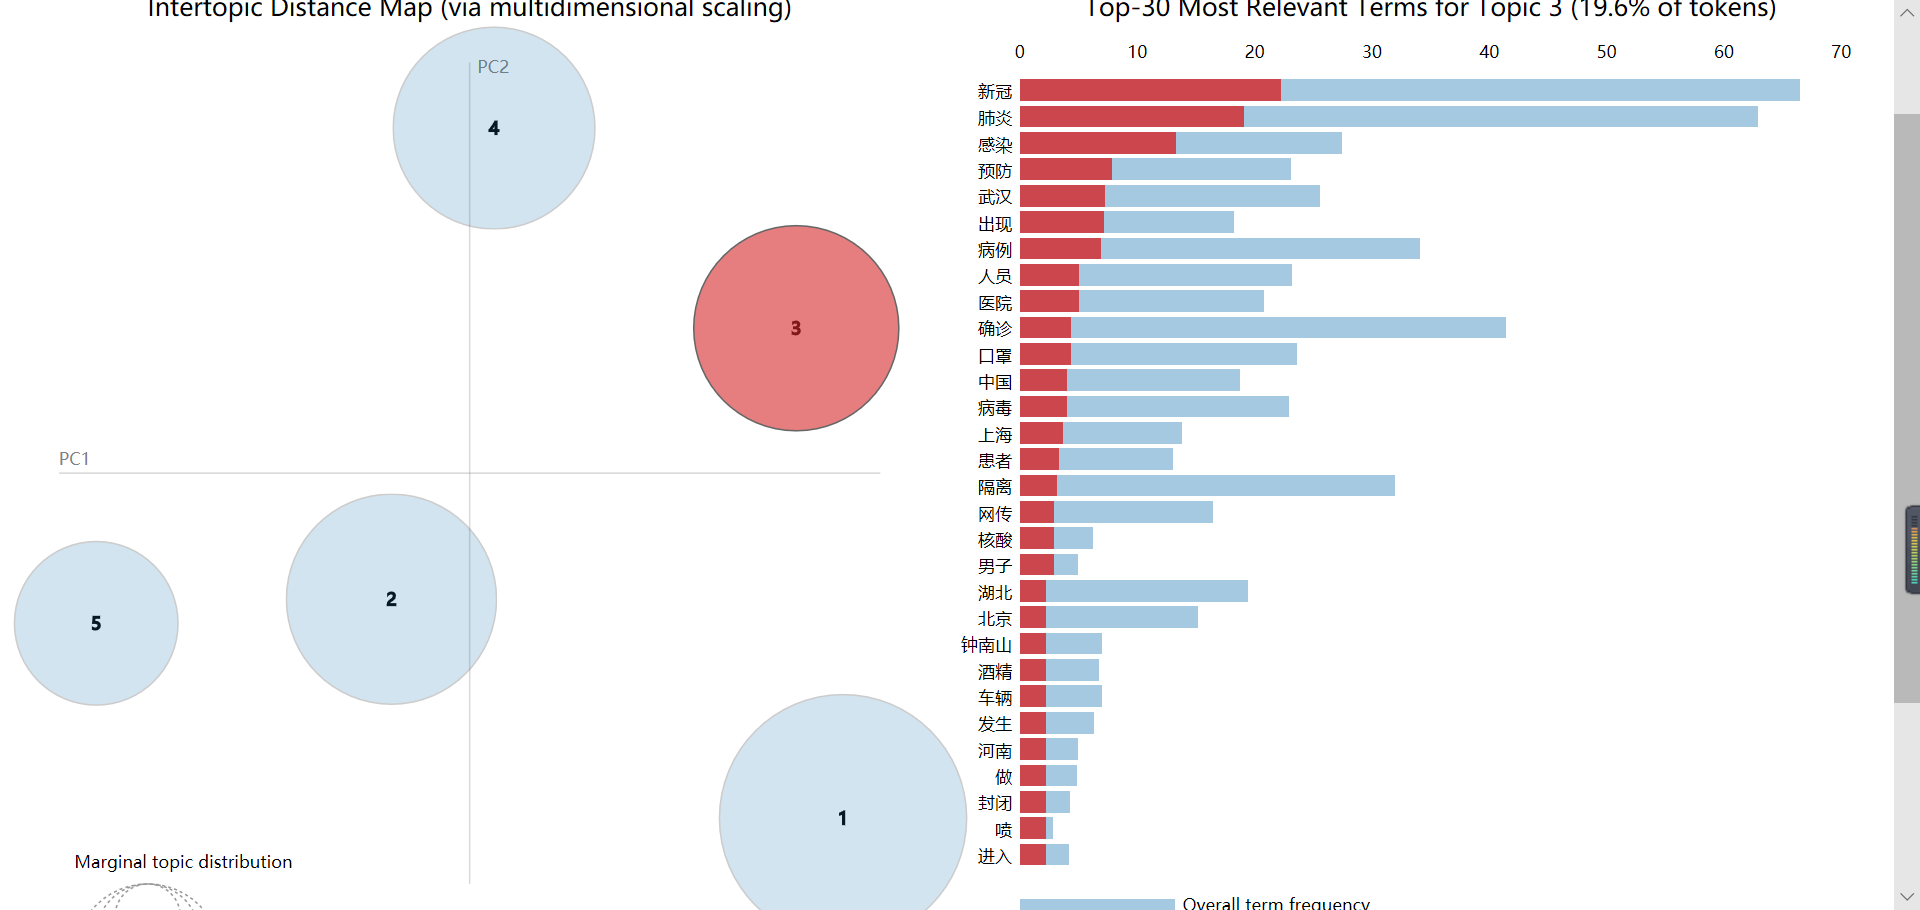 Intertopic Distance Map (via multidimensional scaling)
PC2
4
3
PC1
2
5
1
Marginal topic distribution
Top-30 Most Relevant Terms for Topic 3 (19.6% of tokens)
0 10 20 30 40 50 60 70
新冠
肺炎
感染
预防
武汉
出现
病例
人员
医院
确诊
口罩
中国
病毒
上海
患者
隔离
网传
核酸
男子
湖北
北京
钟南山
酒精
车辆
发生
河南
做
封闭
喷
进入
Overall term frequency